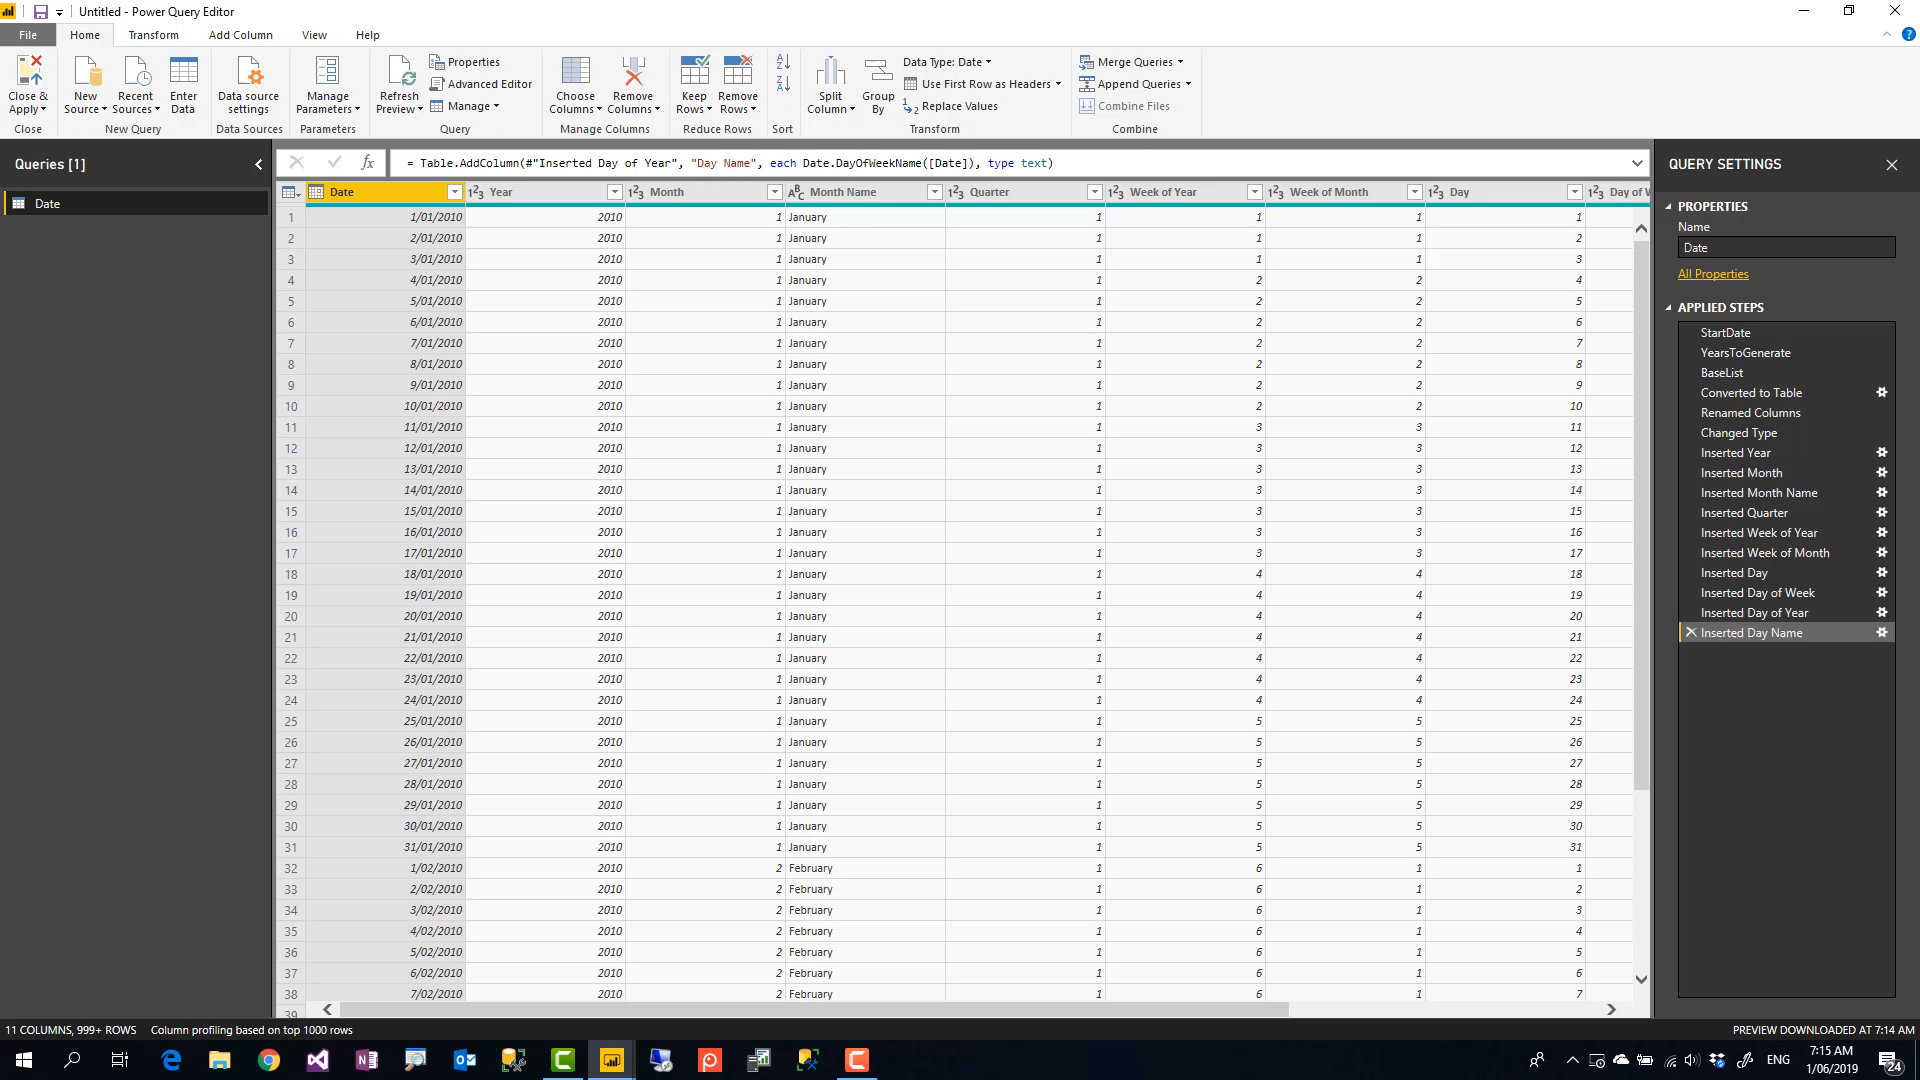 Untitled - Power Query Editor
File Home Transform Add Column View Help
Close & Apply
New Source
Recent Sources
Enter Data
Data source settings
Manage Parameters
Refresh Preview
Properties
Advanced Editor
Manage
Choose Columns
Remove Columns
Keep Rows
Remove Rows
Split Column
Group By
Data Type: Date
Use First Row as Headers
Replace Values
Merge Queries
Append Queries
Combine Files
Close New Query Data Sources Parameters Query Manage Columns Reduce Rows Sort Transform Combine
Queries [1]
Date
fx = Table.AddColumn(#"Inserted Day of Year", "Day Name", each Date.DayOfWeekName([Date]), type text)
Date 123 Year 123 Month ABC Month Name 123 Quarter 123 Week of Year 123 Week of Month 123 Day 123 Day of W
1 1/01/2010 2010 1 January 1 1 1 1
2 2/01/2010 2010 1 January 1 1 1 2
3 3/01/2010 2010 1 January 1 1 1 3
4 4/01/2010 2010 1 January 1 2 2 4
5 5/01/2010 2010 1 January 1 2 2 5
6 6/01/2010 2010 1 January 1 2 2 6
7 7/01/2010 2010 1 January 1 2 2 7
8 8/01/2010 2010 1 January 1 2 2 8
9 9/01/2010 2010 1 January 1 2 2 9
10 10/01/2010 2010 1 January 1 2 2 10
11 11/01/2010 2010 1 January 1 3 3 11
12 12/01/2010 2010 1 January 1 3 3 12
13 13/01/2010 2010 1 January 1 3 3 13
14 14/01/2010 2010 1 January 1 3 3 14
15 15/01/2010 2010 1 January 1 3 3 15
16 16/01/2010 2010 1 January 1 3 3 16
17 17/01/2010 2010 1 January 1 3 3 17
18 18/01/2010 2010 1 January 1 4 4 18
19 19/01/2010 2010 1 January 1 4 4 19
20 20/01/2010 2010 1 January 1 4 4 20
21 21/01/2010 2010 1 January 1 4 4 21
22 22/01/2010 2010 1 January 1 4 4 22
23 23/01/2010 2010 1 January 1 4 4 23
24 24/01/2010 2010 1 January 1 4 4 24
25 25/01/2010 2010 1 January 1 5 5 25
26 26/01/2010 2010 1 January 1 5 5 26
27 27/01/2010 2010 1 January 1 5 5 27
28 28/01/2010 2010 1 January 1 5 5 28
29 29/01/2010 2010 1 January 1 5 5 29
30 30/01/2010 2010 1 January 1 5 5 30
31 31/01/2010 2010 1 January 1 5 5 31
32 1/02/2010 2010 2 February 1 6 1 1
33 2/02/2010 2010 2 February 1 6 1 2
34 3/02/2010 2010 2 February 1 6 1 3
35 4/02/2010 2010 2 February 1 6 1 4
36 5/02/2010 2010 2 February 1 6 1 5
37 6/02/2010 2010 2 February 1 6 1 6
38 7/02/2010 2010 2 February 1 6 1 7
39
QUERY SETTINGS
PROPERTIES
Name
Date
All Properties
APPLIED STEPS
StartDate
YearsToGenerate
BaseList
Converted to Table
Renamed Columns
Changed Type
Inserted Year
Inserted Month
Inserted Month Name
Inserted Quarter
Inserted Week of Year
Inserted Week of Month
Inserted Day
Inserted Day of Week
Inserted Day of Year
Inserted Day Name
11 COLUMNS, 999+ ROWS Column profiling based on top 1000 rows PREVIEW DOWNLOADED AT 7:14 AM
ENG
7:15 AM
1/06/2019
24